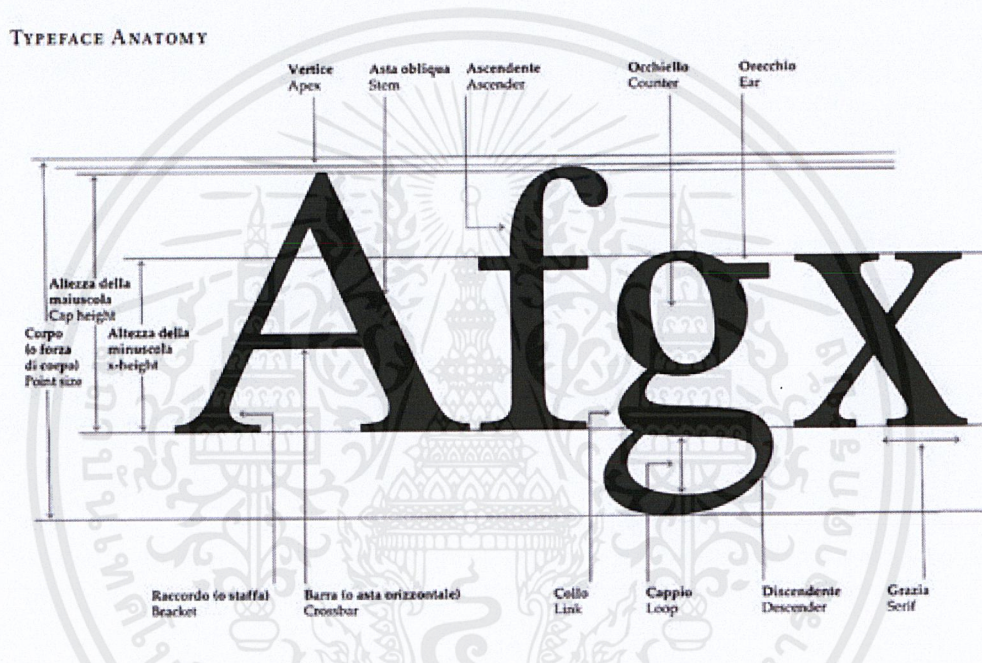 TYPEFACE ANATOMY
Vertice
Apex
Asta obliqua
Stem
Ascendente
Ascender
Occhiello
Counter
Orecchio
Ear
Afgx
Altezza della
maiuscola
Cap height
Corpo
(o forza
di corpo)
Point size
Altezza della
minuscola
x-height
Raccordo (o staffa)
Bracket
Barra (o asta orizzontale)
Crossbar
Collo
Link
Cappio
Loop
Discendente
Descender
Grazia
Serif